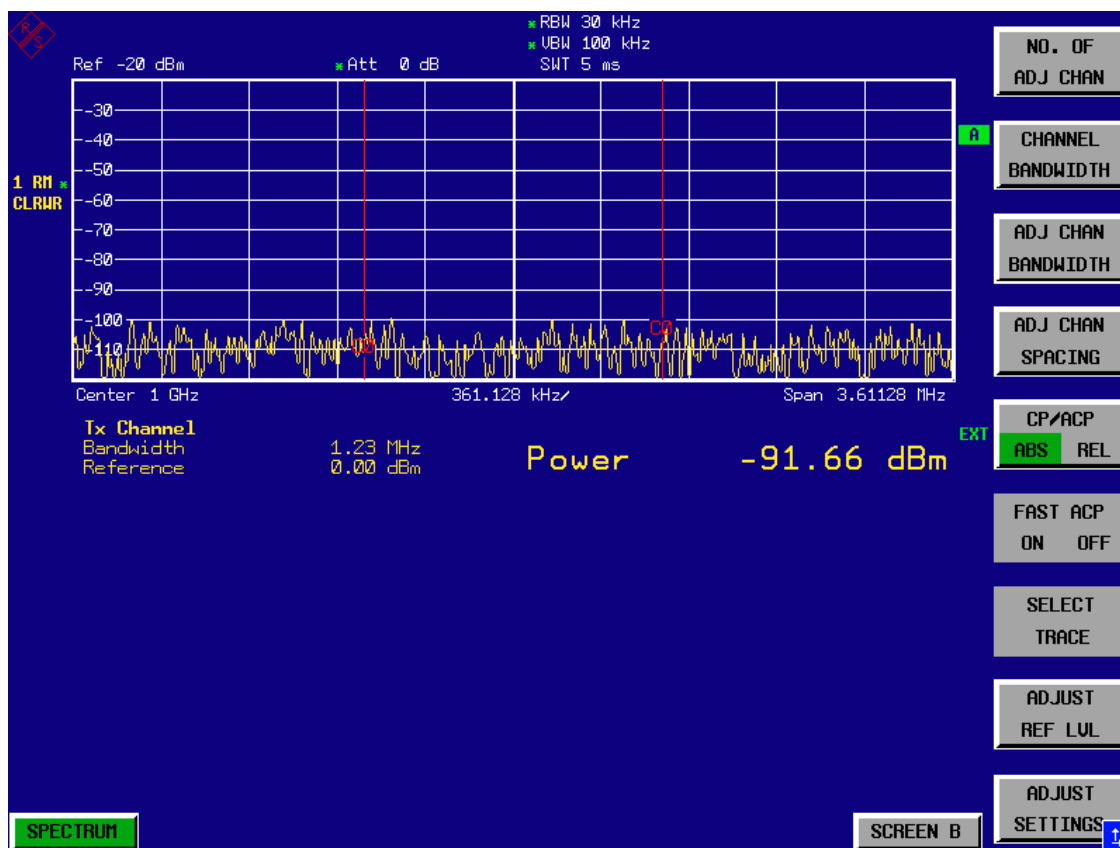 R S
* RBW 30 kHz
* VBW 100 kHz
Ref -20 dBm * Att 0 dB SWT 5 ms
-30
-40
-50
-60
-70
-80
-90
-100
-110
1 RM *
CLRWR
A
C0
C0
Center 1 GHz 361.128 kHz/ Span 3.61128 MHz
Tx Channel
Bandwidth 1.23 MHz
Reference 0.00 dBm
Power -91.66 dBm
EXT
NO. OF
ADJ CHAN
CHANNEL
BANDWIDTH
ADJ CHAN
BANDWIDTH
ADJ CHAN
SPACING
CP/ACP
ABS REL
FAST ACP
ON OFF
SELECT
TRACE
ADJUST
REF LVL
ADJUST
SETTINGS
↑
SPECTRUM
SCREEN B